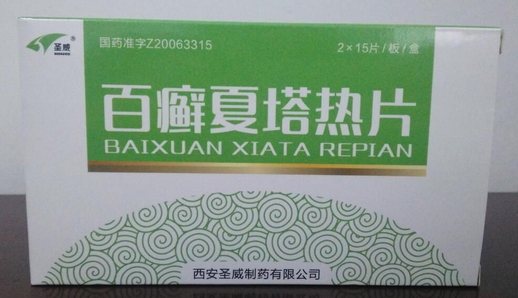 圣威®
国药准字Z20063315
2×15片/板/盒
百癣夏塔热片
BAIXUAN XIATA REPIAN
西安圣威制药有限公司